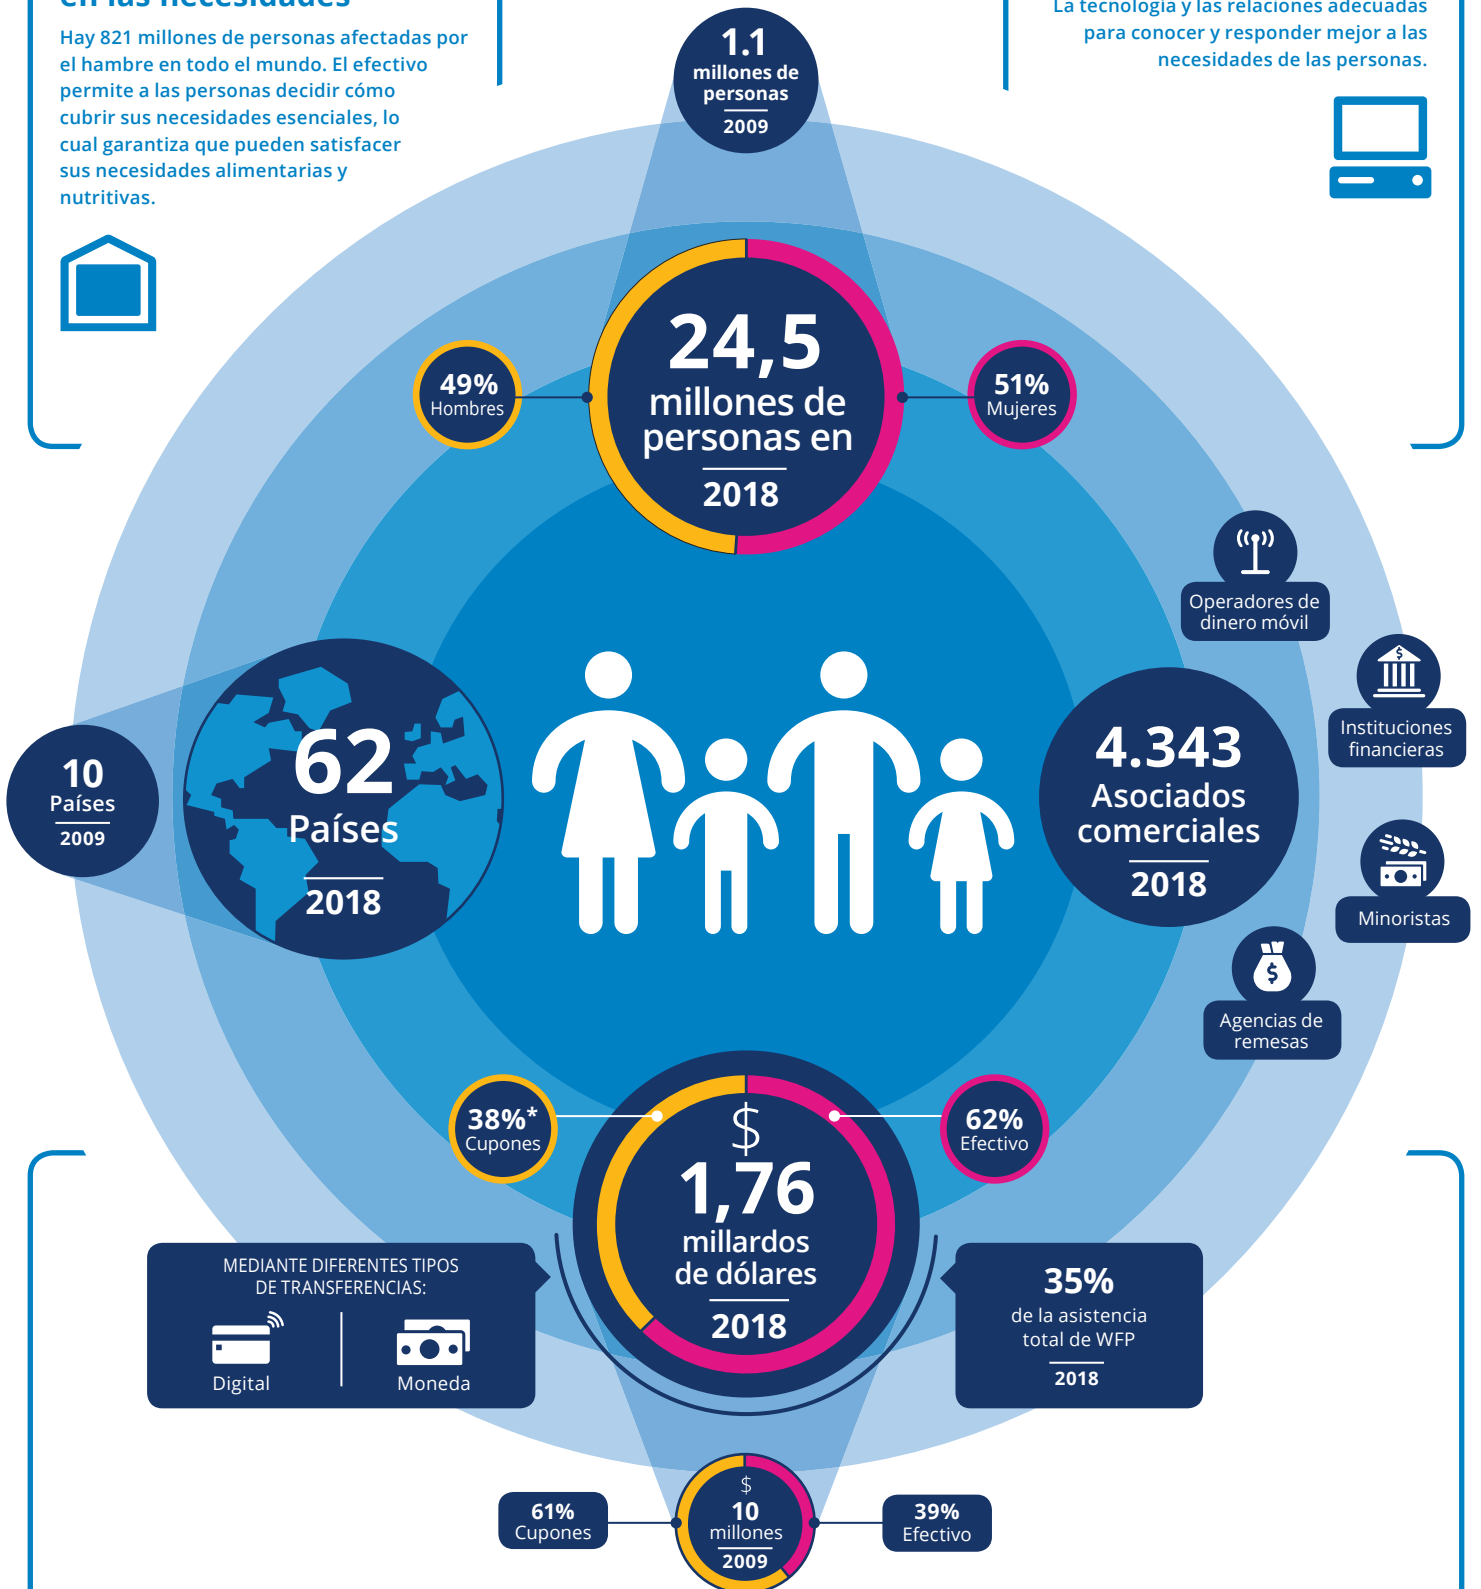 en las necesidades
Hay 821 millones de personas afectadas por
el hambre en todo el mundo. El efectivo
permite a las personas decidir cómo
cubrir sus necesidades esenciales, lo
cual garantiza que pueden satisfacer
sus necesidades alimentarias y
nutritivas.
La tecnología y las relaciones adecuadas
para conocer y responder mejor a las
necesidades de las personas.
1.1
millones de
personas
2009
24,5
millones de
personas en
2018
49%
Hombres
51%
Mujeres
10
Países
2009
62
Países
2018
4.343
Asociados
comerciales
2018
Operadores de
dinero móvil
$
Instituciones
financieras
Minoristas
$
Agencias de
remesas
38%*
Cupones
62%
Efectivo
$
1,76
millardos
de dólares
2018
MEDIANTE DIFERENTES TIPOS
DE TRANSFERENCIAS:
Digital
Moneda
35%
de la asistencia
total de WFP
2018
61%
Cupones
$
10
millones
2009
39%
Efectivo